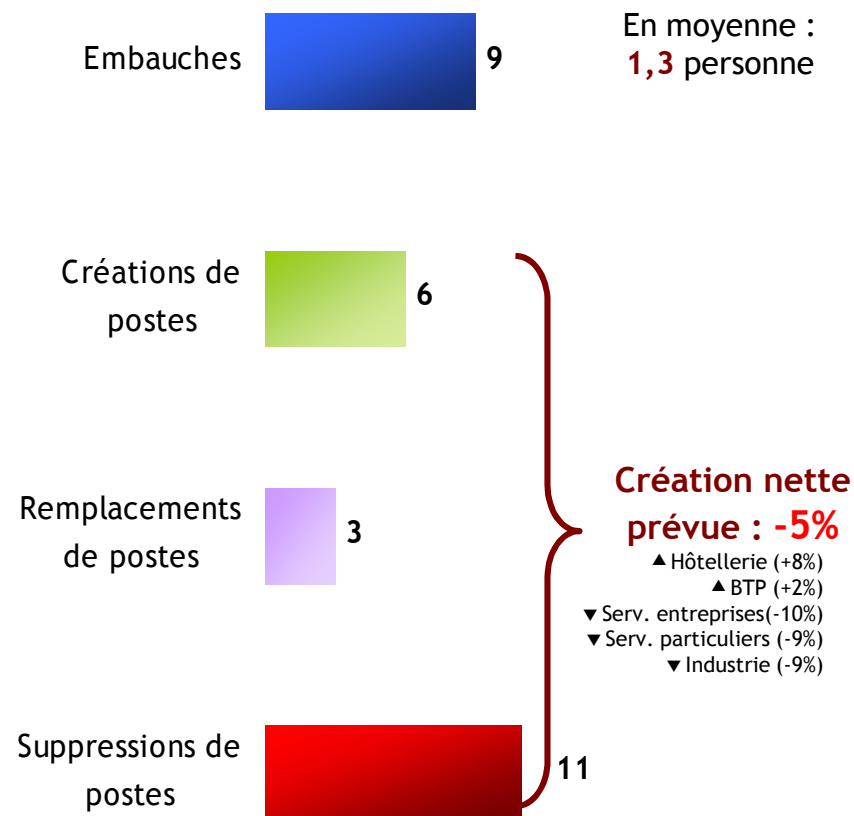 Embauches
9
En moyenne :
1,3 personne
Créations de
postes
6
Remplacements
de postes
3
Création nette
prévue : -5%
▲ Hôtellerie (+8%)
▲ BTP (+2%)
▼ Serv. entreprises(-10%)
▼ Serv. particuliers (-9%)
▼ Industrie (-9%)
Suppressions de
postes
11